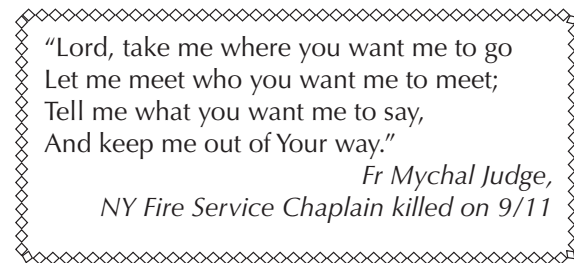 “Lord, take me where you want me to go
Let me meet who you want me to meet;
Tell me what you want me to say,
And keep me out of Your way.”
Fr Mychal Judge,
NY Fire Service Chaplain killed on 9/11